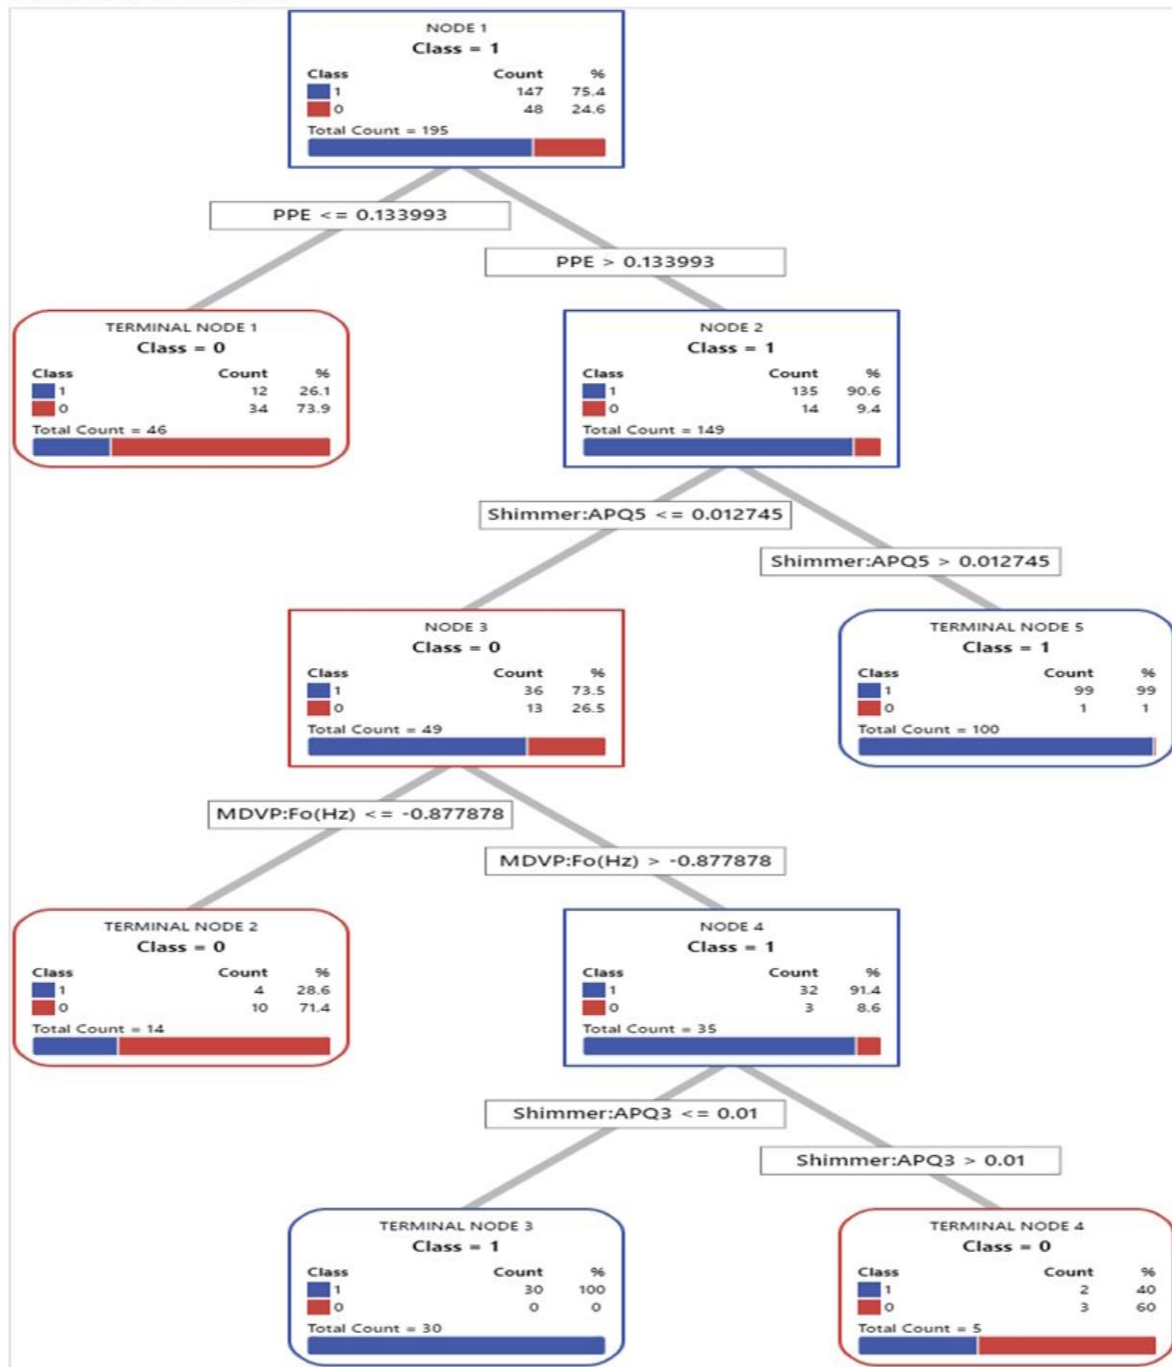 NODE 1
Class = 1
Class Count %
1 147 75.4
0 48 24.6
Total Count = 195
PPE <= 0.133993
PPE > 0.133993
TERMINAL NODE 1
Class = 0
Class Count %
1 12 26.1
0 34 73.9
Total Count = 46
NODE 2
Class = 1
Class Count %
1 135 90.6
0 14 9.4
Total Count = 149
Shimmer:APQ5 <= 0.012745
Shimmer:APQ5 > 0.012745
NODE 3
Class = 0
Class Count %
1 36 73.5
0 13 26.5
Total Count = 49
TERMINAL NODE 5
Class = 1
Class Count %
1 99 99
0 1 1
Total Count = 100
MDVP:Fo(Hz) <= -0.877878
MDVP:Fo(Hz) > -0.877878
TERMINAL NODE 2
Class = 0
Class Count %
1 4 28.6
0 10 71.4
Total Count = 14
NODE 4
Class = 1
Class Count %
1 32 91.4
0 3 8.6
Total Count = 35
Shimmer:APQ3 <= 0.01
Shimmer:APQ3 > 0.01
TERMINAL NODE 3
Class = 1
Class Count %
1 30 100
0 0 0
Total Count = 30
TERMINAL NODE 4
Class = 0
Class Count %
1 2 40
0 3 60
Total Count = 5